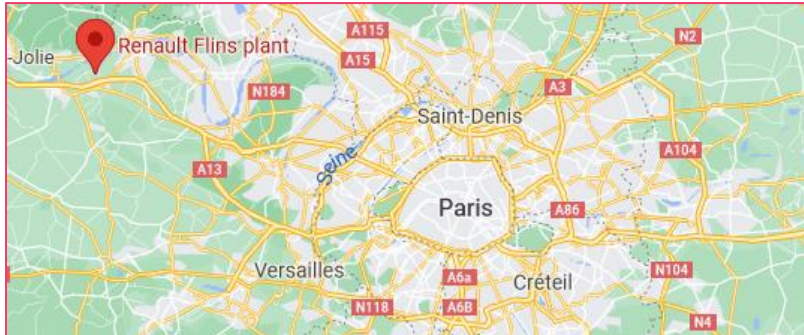 A115
N2
Renault Flins plant
-Jolie
A15
A3
N184
Saint-Denis
A104
Seine
A13
Paris
A86
Versailles
A6a
Créteil
N104
N118
A6B
N4